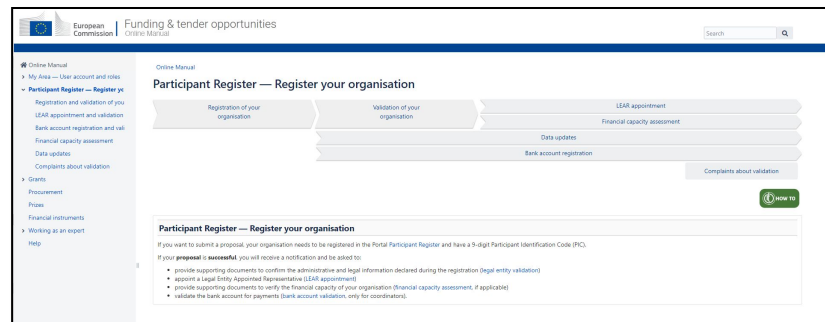 European
Commission
Funding & tender opportunities
Online Manual
Search
Online Manual
My Area — User account and roles
Participant Register — Register yo
Registration and validation of you
LEAR appointment and validation
Bank account registration and vali
Financial capacity assessment
Data updates
Complaints about validation
Grants
Procurement
Prizes
Financial instruments
Working as an expert
Help
Online Manual
Participant Register — Register your organisation
Registration of your
organisation
Validation of your
organisation
LEAR appointment
Financial capacity assessment
Data updates
Bank account registration
Complaints about validation
HOW TO
Participant Register — Register your organisation
If you want to submit a proposal, your organisation needs to be registered in the Portal Participant Register and have a 9-digit Participant Identification Code (PIC).
If your proposal is successful, you will receive a notification and be asked to:
provide supporting documents to confirm the administrative and legal information declared during the registration (legal entity validation)
appoint a Legal Entity Appointed Representative (LEAR appointment)
provide supporting documents to verify the financial capacity of your organisation (financial capacity assessment, if applicable)
validate the bank account for payments (bank account validation, only for coordinators).